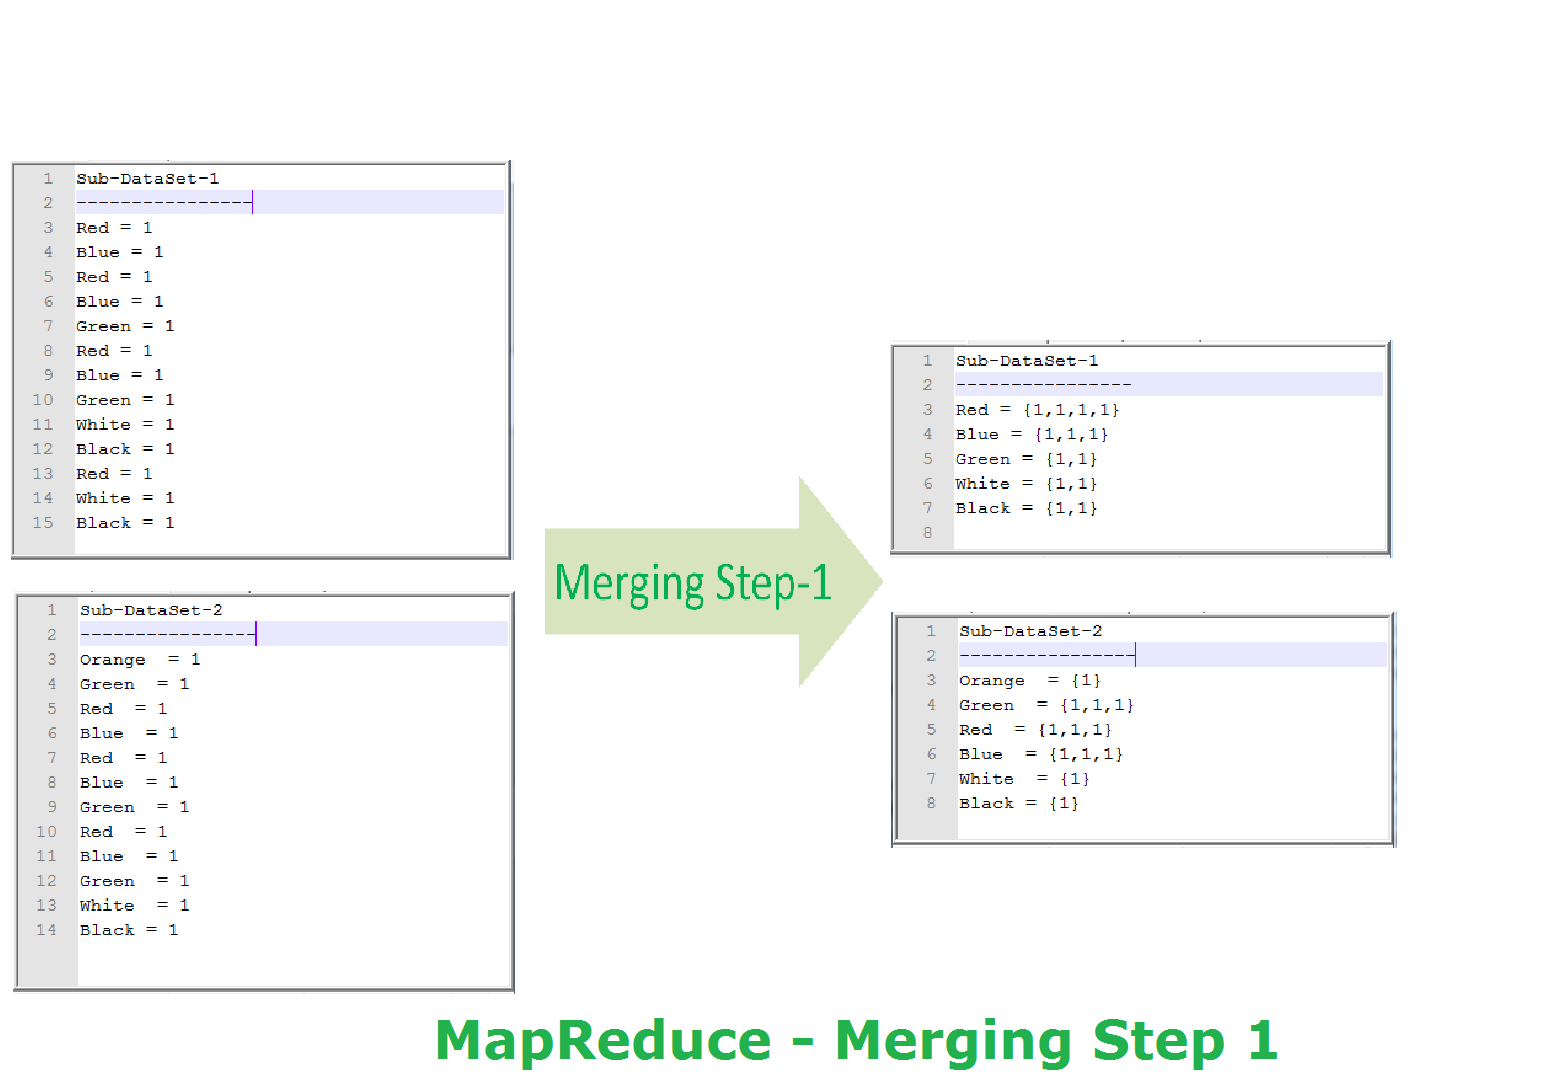 1 Sub-DataSet-1
2 ----------------
3 Red = 1
4 Blue = 1
5 Red = 1
6 Blue = 1
7 Green = 1
8 Red = 1
9 Blue = 1
10 Green = 1
11 White = 1
12 Black = 1
13 Red = 1
14 White = 1
15 Black = 1
1 Sub-DataSet-2
2 ----------------
3 Orange  = 1
4 Green  = 1
5 Red  = 1
6 Blue  = 1
7 Red  = 1
8 Blue  = 1
9 Green  = 1
10 Red  = 1
11 Blue  = 1
12 Green  = 1
13 White  = 1
14 Black = 1
Merging Step-1
1 Sub-DataSet-1
2 ----------------
3 Red = {1,1,1,1}
4 Blue = {1,1,1}
5 Green = {1,1}
6 White = {1,1}
7 Black = {1,1}
8
1 Sub-DataSet-2
2 ----------------
3 Orange  = {1}
4 Green  = {1,1,1}
5 Red  = {1,1,1}
6 Blue  = {1,1,1}
7 White  = {1}
8 Black = {1}
MapReduce - Merging Step 1